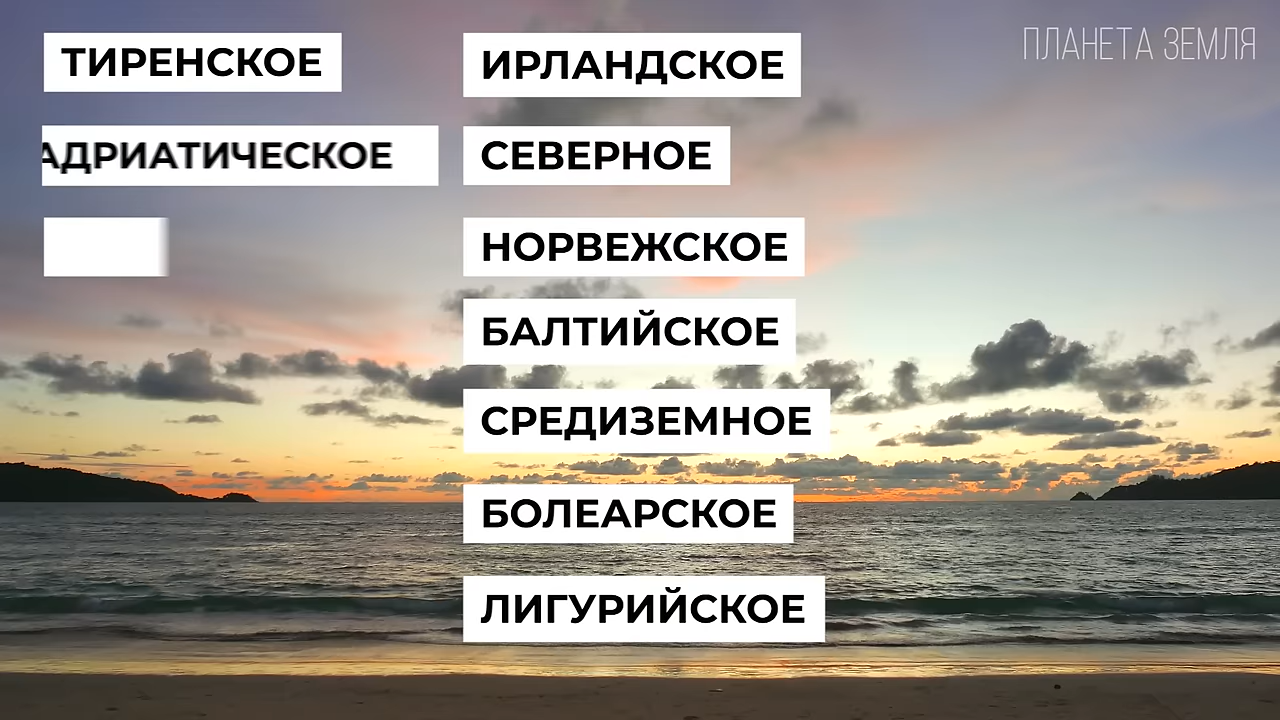 ТИРЕНСКОЕ
АДРИАТИЧЕСКОЕ
ИРЛАНДСКОЕ
СЕВЕРНОЕ
НОРВЕЖСКОЕ
БАЛТИЙСКОЕ
СРЕДИЗЕМНОЕ
БОЛЕАРСКОЕ
ЛИГУРИЙСКОЕ
ПЛАНЕТА ЗЕМЛЯ